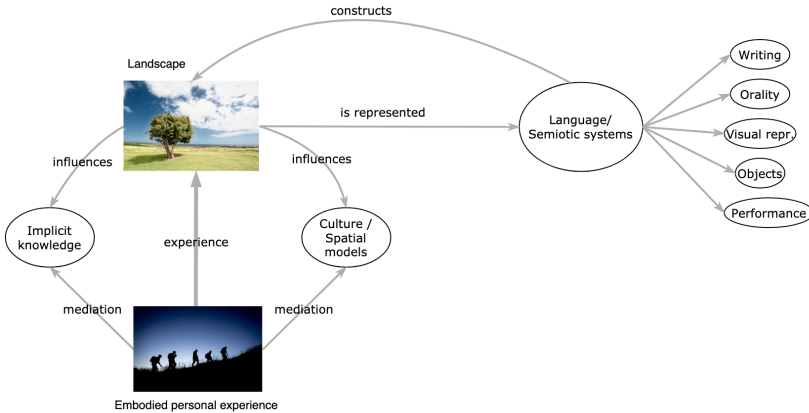 constructs
Landscape
is represented
Language/
Semiotic systems
Writing
Orality
Visual repr.
Objects
Performance
influences
influences
Implicit
knowledge
experience
Culture /
Spatial
models
mediation
mediation
Embodied personal experience